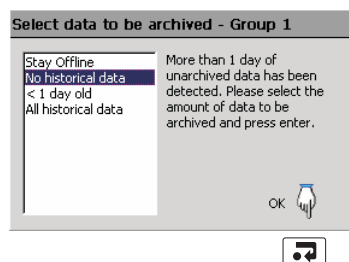 Select data to be archived - Group 1
Stay Offline
No historical data
< 1 day old
All historical data
More than 1 day of
unarchived data has been
detected. Please select the
amount of data to be
archived and press enter.
OK